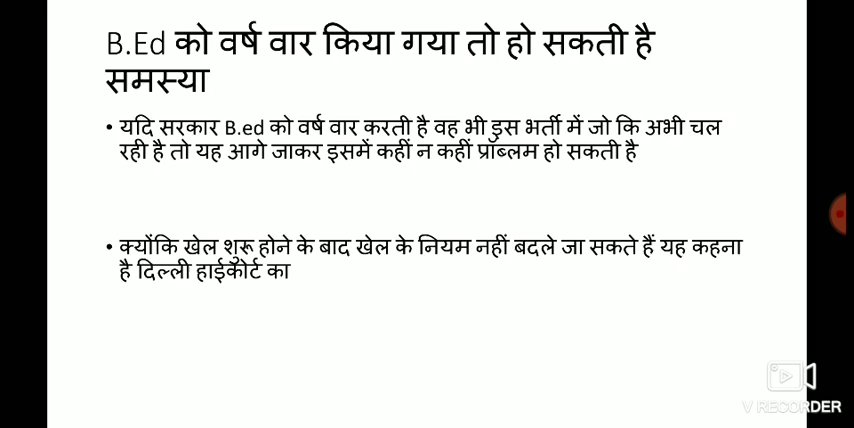 B.Ed को वर्ष वार किया गया तो हो सकती है
समस्या
• यदि सरकार B.ed को वर्ष वार करती है वह भी इस भर्ती में जो कि अभी चल
रही है तो यह आगे जाकर इसमें कहीं न कहीं प्रॉब्लम हो सकती है
• क्योंकि खेल शुरू होने के बाद खेल के नियम नहीं बदले जा सकते हैं यह कहना
है दिल्ली हाईकोर्ट का
V RECORDER